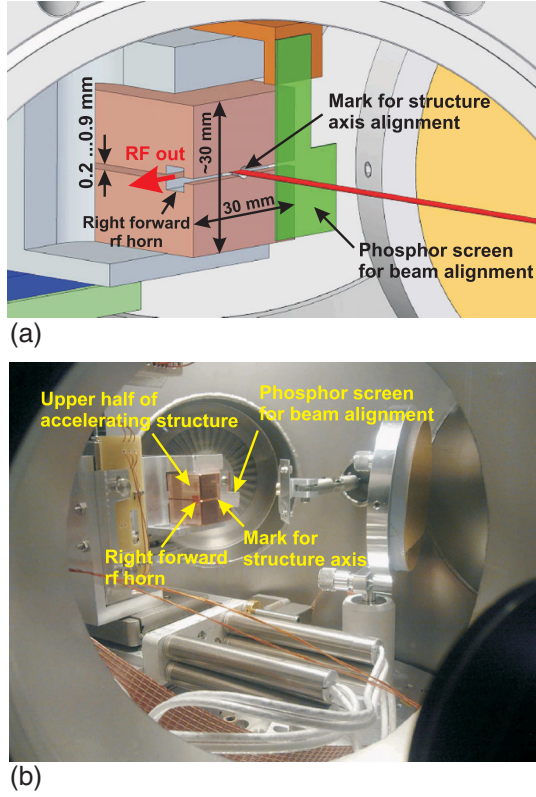 Mark for structure
axis alignment
0.2 ...0.9 mm
RF out
~30 mm
Right forward
rf horn
30 mm
Phosphor screen
for beam alignment
(a)
Upper half of
accelerating structure
Phosphor screen
for beam alignment
Right forward
rf horn
Mark for
structure axis
(b)